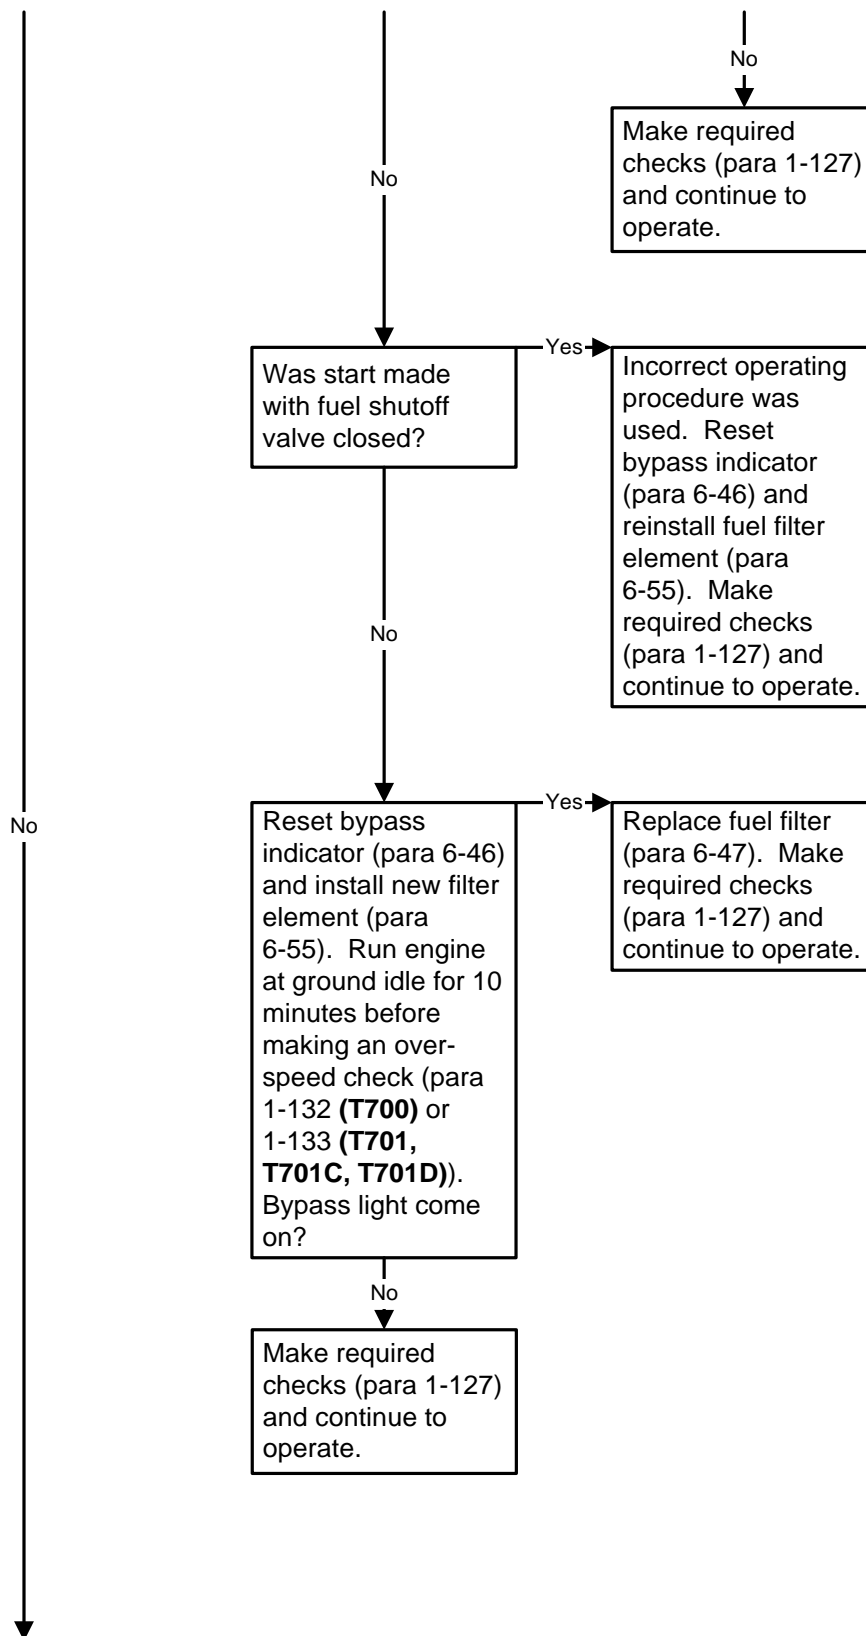 No
Make required
checks (para 1-127)
and continue to
operate.
No
Was start made
with fuel shutoff
valve closed?
Yes
Incorrect operating
procedure was
used.  Reset
bypass indicator
(para 6-46) and
reinstall fuel filter
element (para
6-55).  Make
required checks
(para 1-127) and
continue to operate.
No
No
Reset bypass
indicator (para 6-46)
and install new filter
element (para
6-55).  Run engine
at ground idle for 10
minutes before
making an over-
speed check (para
1-132 (T700) or
1-133 (T701,
T701C, T701D)).
Bypass light come
on?
Yes
Replace fuel filter
(para 6-47).  Make
required checks
(para 1-127) and
continue to operate.
No
Make required
checks (para 1-127)
and continue to
operate.